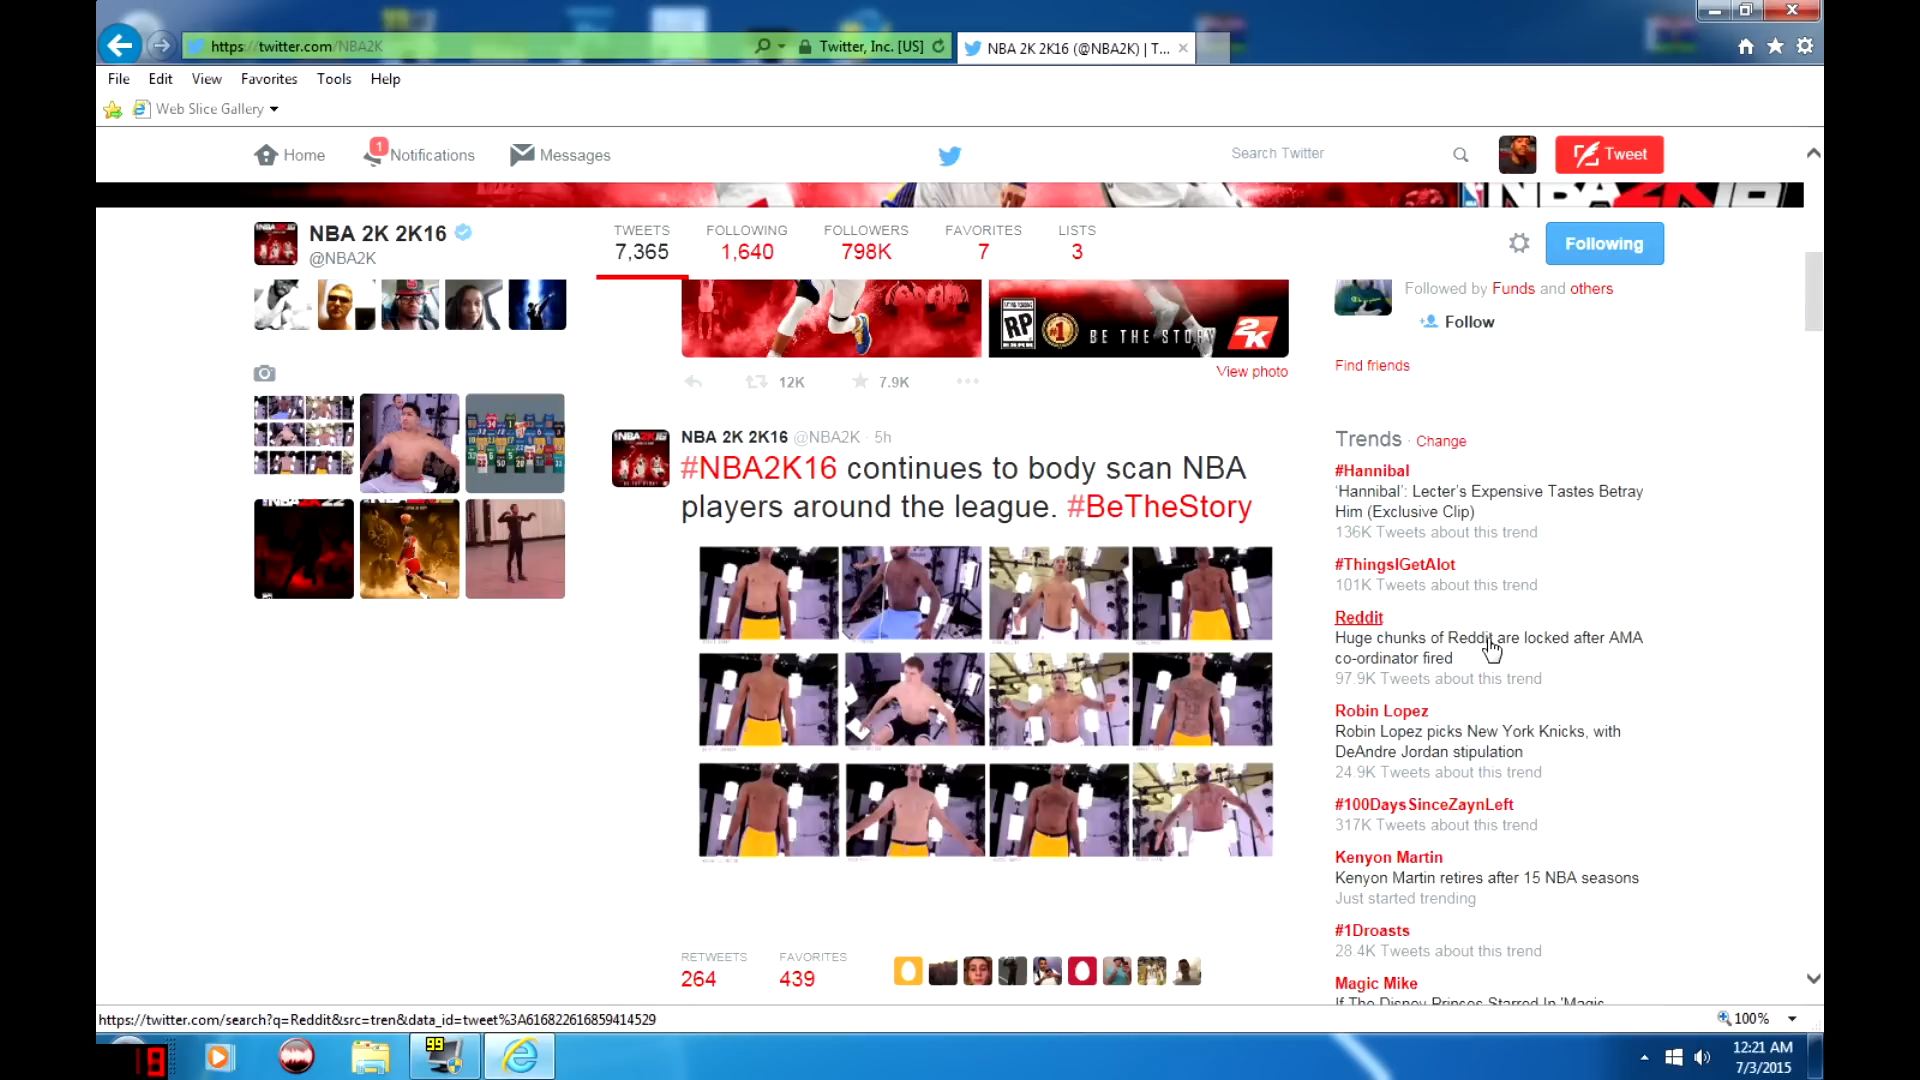 https://twitter.com/NBA2K
Twitter, Inc. [US]
NBA 2K 2K16 (@NBA2K) | T...
File Edit View Favorites Tools Help
Web Slice Gallery
Home
1
Notifications
Messages
Search Twitter
Tweet
NBA2K16
NBA 2K 2K16
@NBA2K
TWEETS
7,365
FOLLOWING
1,640
FOLLOWERS
798K
FAVORITES
7
LISTS
3
Following
RP
#1
BE THE STORY
2K
View photo
12K
7.9K
NBA 2K 2K16 @NBA2K · 5h
#NBA2K16 continues to body scan NBA
players around the league. #BeTheStory
RETWEETS
264
FAVORITES
439
Followed by Funds and others
Follow
Find friends
Trends · Change
#Hannibal
‘Hannibal’: Lecter’s Expensive Tastes Betray
Him (Exclusive Clip)
136K Tweets about this trend
#ThingsIGetAlot
101K Tweets about this trend
Reddit
Huge chunks of Reddit are locked after AMA
co-ordinator fired
97.9K Tweets about this trend
Robin Lopez
Robin Lopez picks New York Knicks, with
DeAndre Jordan stipulation
24.9K Tweets about this trend
#100DaysSinceZaynLeft
317K Tweets about this trend
Kenyon Martin
Kenyon Martin retires after 15 NBA seasons
Just started trending
#1Droasts
28.4K Tweets about this trend
Magic Mike
If The Disney Princes Starred In 'Magic
https://twitter.com/search?q=Reddit&src=tren&data_id=tweet%3A616822616859414529
100%
19
99
12:21 AM
7/3/2015